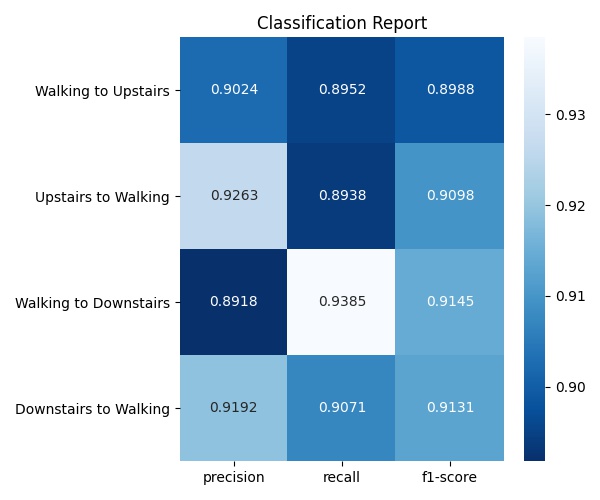 Classification Report
Walking to Upstairs 0.9024 0.8952 0.8988
Upstairs to Walking 0.9263 0.8938 0.9098
Walking to Downstairs 0.8918 0.9385 0.9145
Downstairs to Walking 0.9192 0.9071 0.9131
precision recall f1-score
0.93
0.92
0.91
0.90